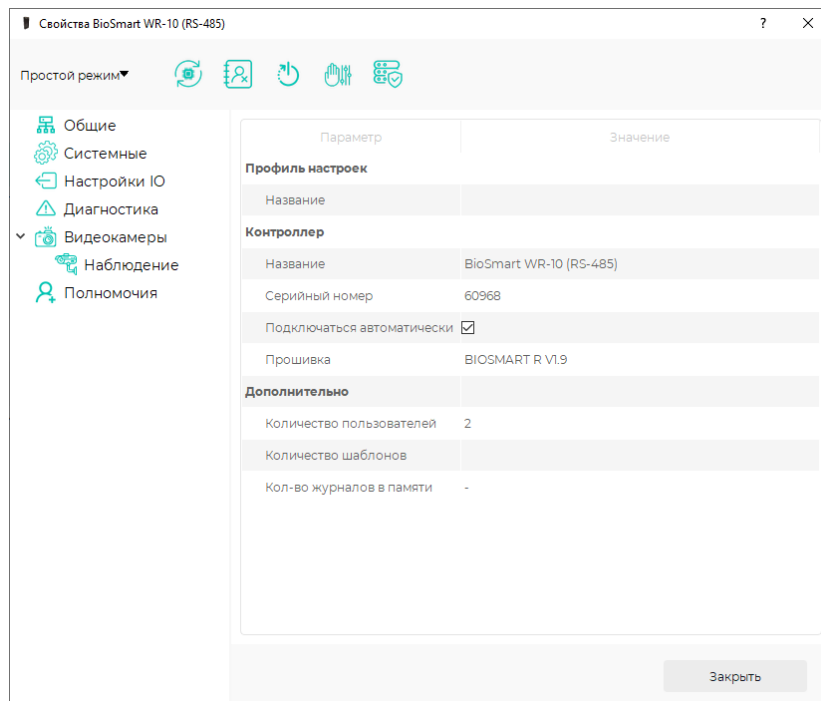 Свойства BioSmart WR-10 (RS-485)
?
Простой режим
Общие
Системные
Настройки IO
Диагностика
Видеокамеры
Наблюдение
Полномочия
Параметр Значение
Профиль настроек
Название
Контроллер
Название BioSmart WR-10 (RS-485)
Серийный номер 60968
Подключаться автоматически
Прошивка BIOSMART R V1.9
Дополнительно
Количество пользователей 2
Количество шаблонов
Кол-во журналов в памяти -
Закрыть